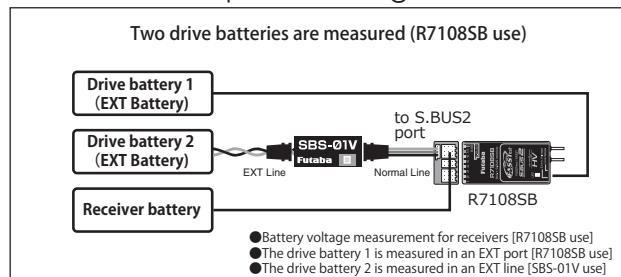 Two drive batteries are measured (R7108SB use)
Drive battery 1
(EXT Battery)
Drive battery 2
(EXT Battery)
Receiver battery
EXT Line
SBS-01V
Futaba
Normal Line
to S.BUS2
port
Futaba
R7108SB
HV
R7108SB
●Battery voltage measurement for receivers [R7108SB use]
●The drive battery 1 is measured in an EXT port [R7108SB use]
●The drive battery 2 is measured in an EXT line [SBS-01V use]